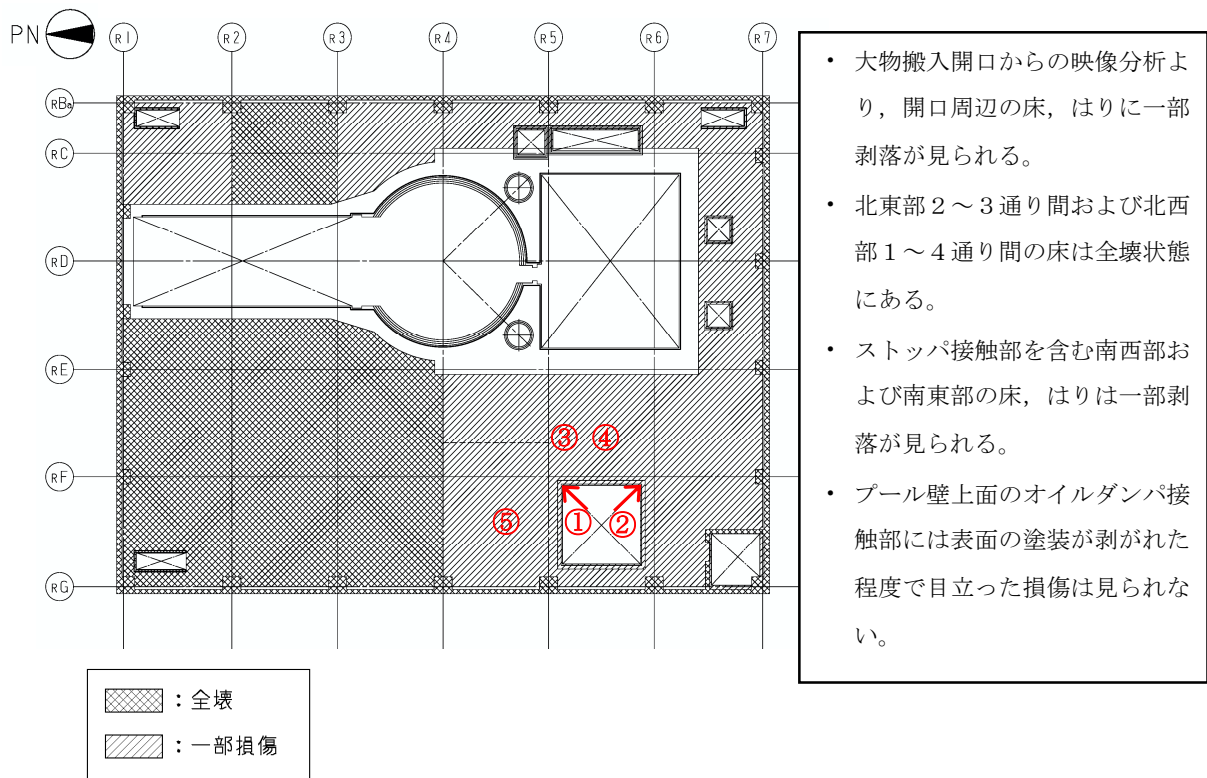 PN
R1 R2 R3 R4 R5 R6 R7
RBa
RC
RD
RE
RF
RG
③ ④
① ②
⑤
：全壊
：一部損傷
・ 大物搬入開口からの映像分析よ
り，開口周辺の床，はりに一部
剥落が見られる。
・ 北東部２～３通り間および北西
部１～４通り間の床は全壊状態
にある。
・ ストッパ接触部を含む南西部お
よび南東部の床，はりは一部剥
落が見られる。
・ プール壁上面のオイルダンパ接
触部には表面の塗装が剥がれた
程度で目立った損傷は見られな
い。